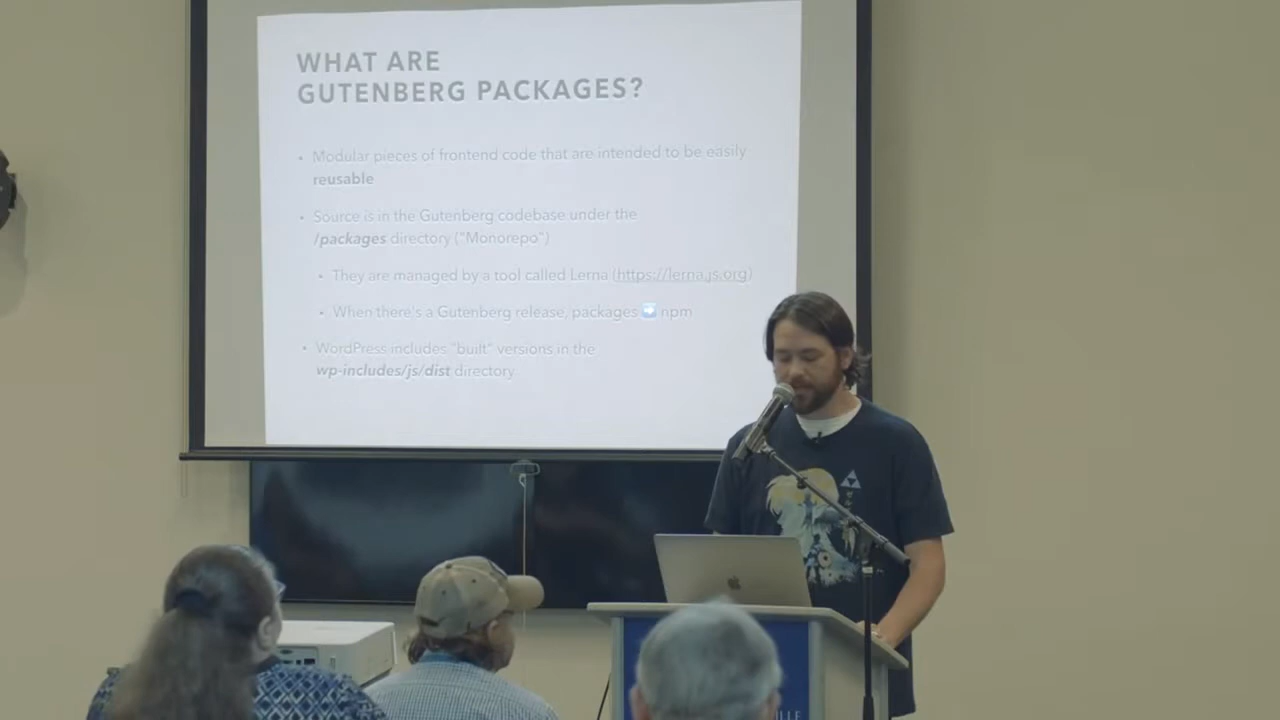 WHAT ARE
GUTENBERG PACKAGES?
• Modular pieces of frontend code that are intended to be easily
reusable
• Source is in the Gutenberg codebase under the
/packages directory ("Monorepo")
• They are managed by a tool called Lerna (https://lerna.js.org)
• When there's a Gutenberg release, packages ➡️ npm
• WordPress includes "built" versions in the
wp-includes/js/dist directory